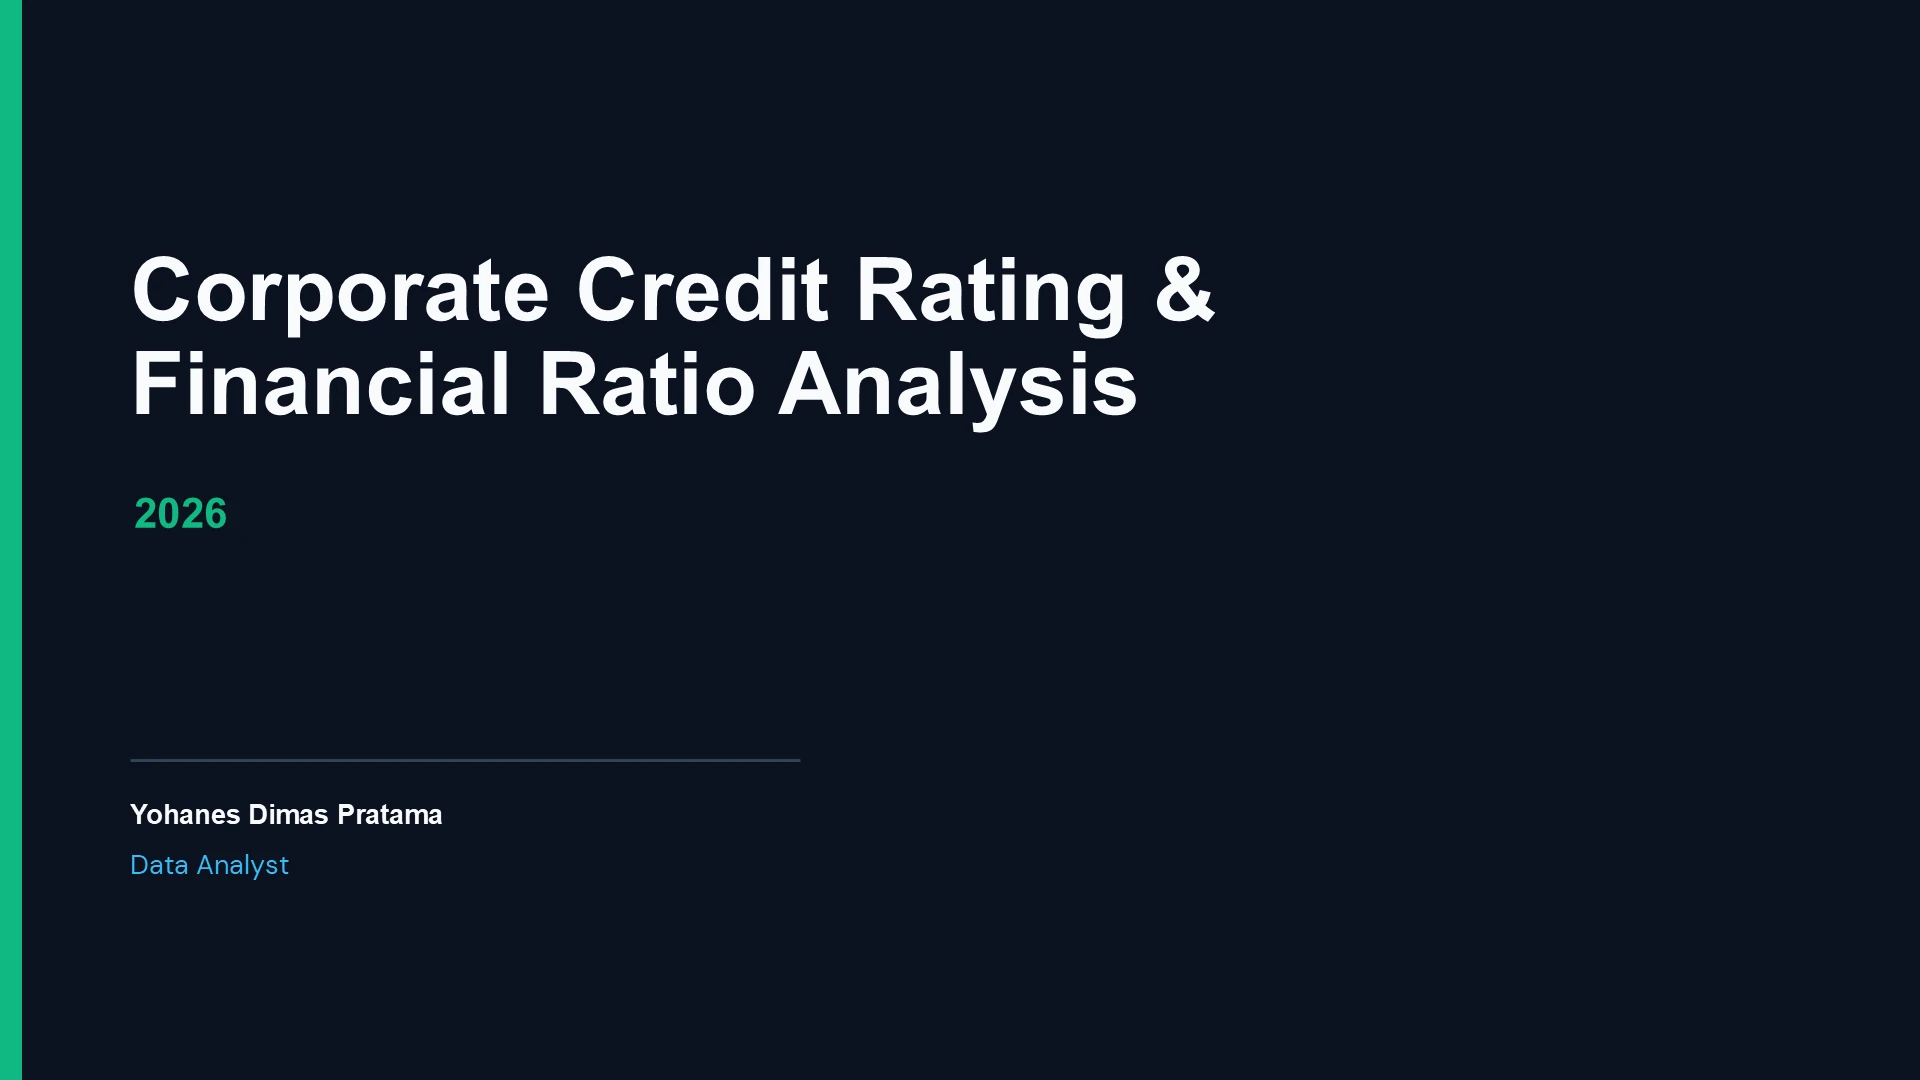 Corporate Credit Rating &
Financial Ratio Analysis
2026
Yohanes Dimas Pratama
Data Analyst